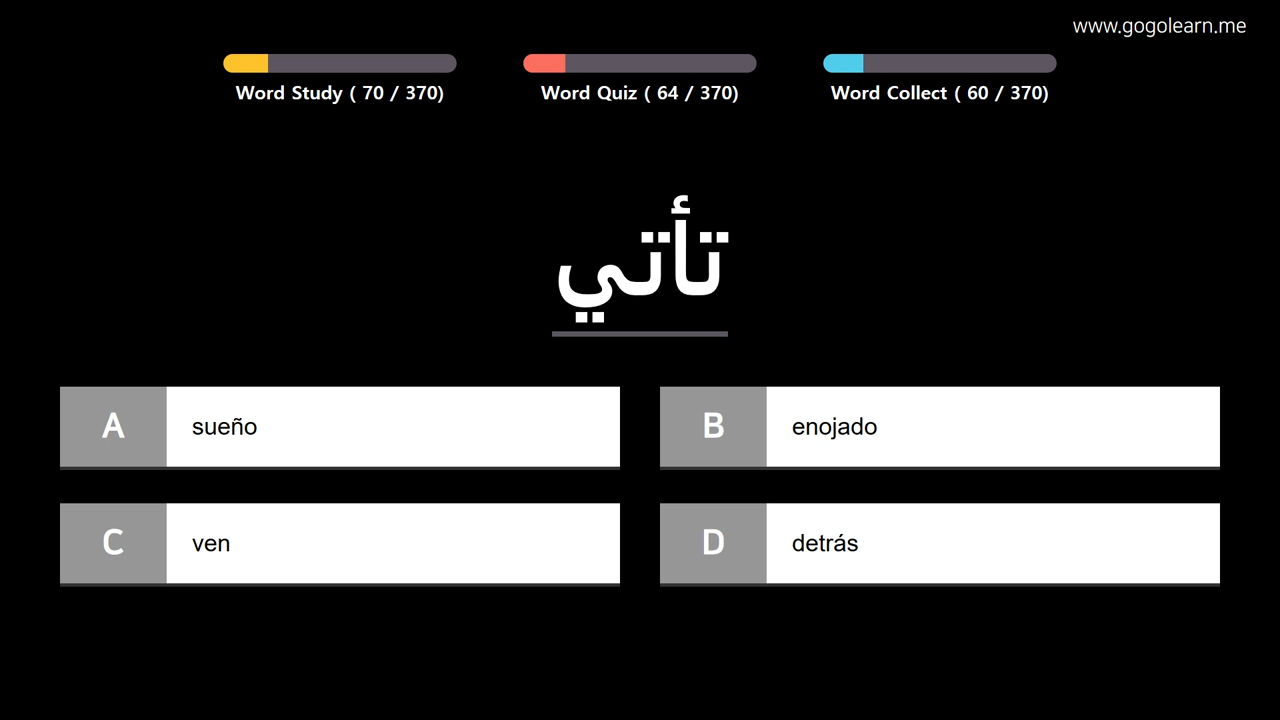 www.gogolearn.me
Word Study ( 70 / 370)
Word Quiz ( 64 / 370)
Word Collect ( 60 / 370)
تأتي
A sueño
B enojado
C ven
D detrás